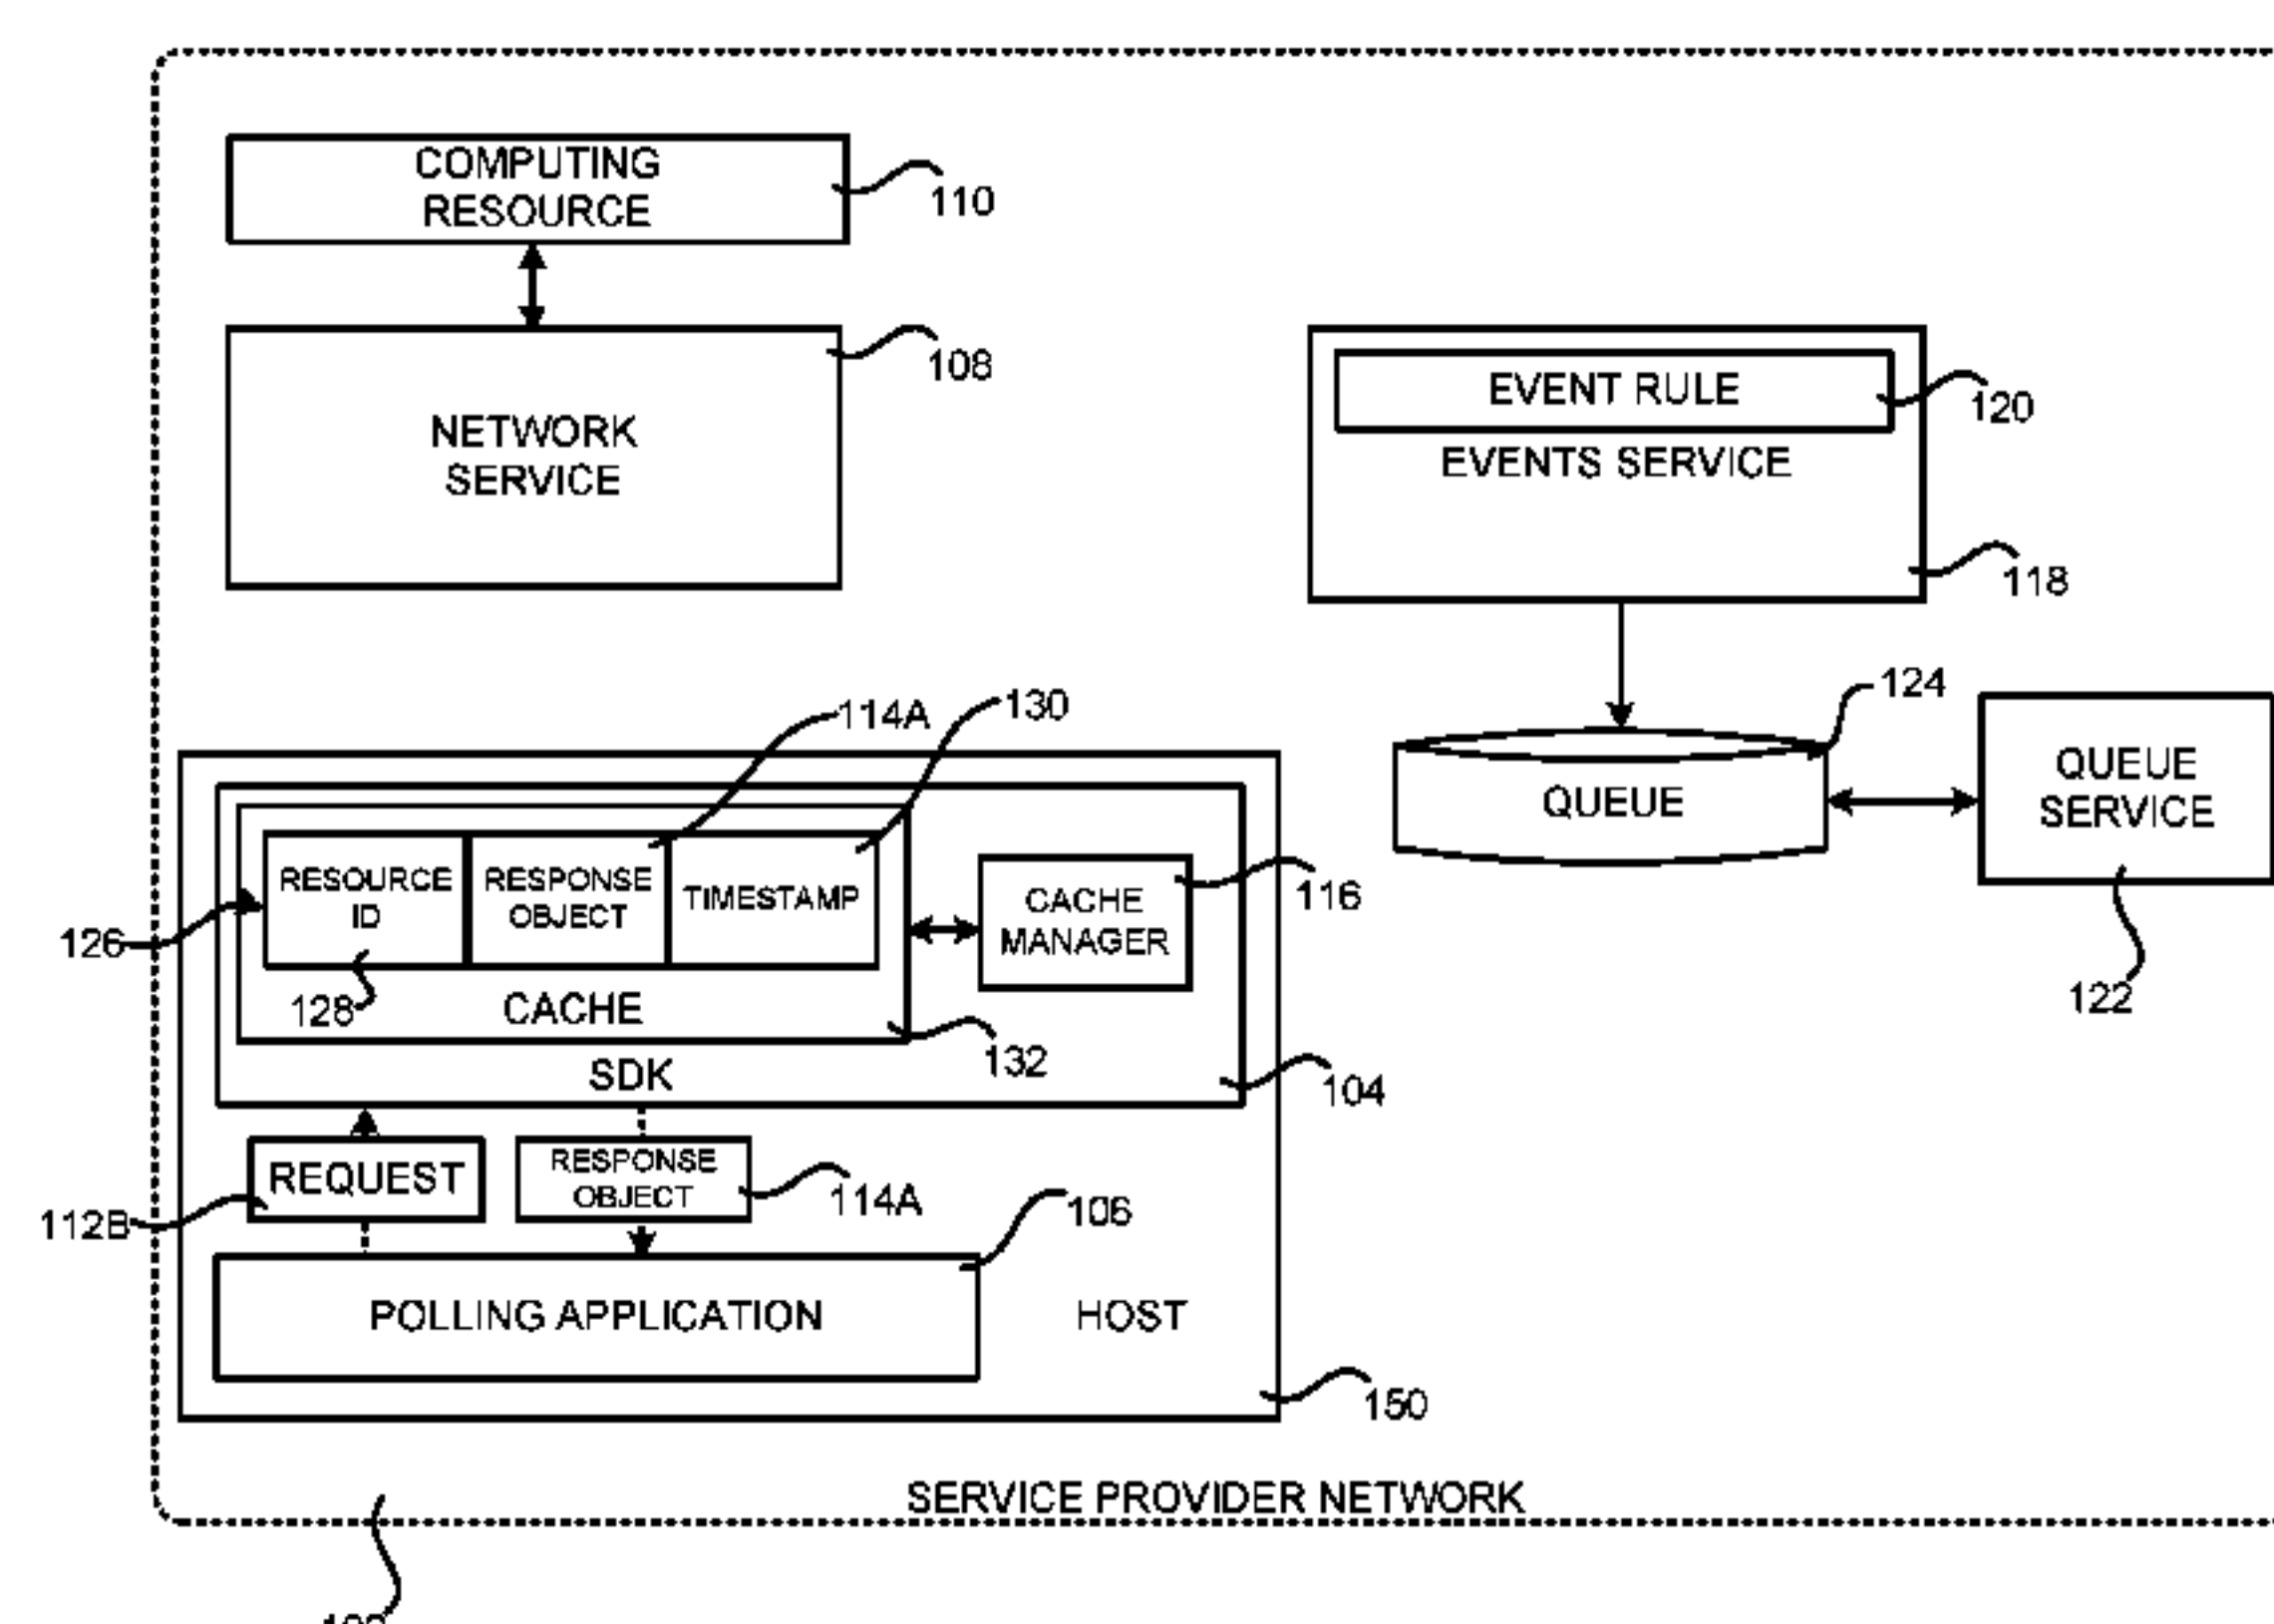 COMPUTING
RESOURCE
110
NETWORK
SERVICE
108
EVENT RULE
120
EVENTS SERVICE
118
124
QUEUE
QUEUE
SERVICE
122
114A
130
RESOURCE
ID
RESPONSE
OBJECT
TIMESTAMP
CACHE
MANAGER
116
126
128
CACHE
132
SDK
104
REQUEST
RESPONSE
OBJECT
112B
114A
106
POLLING APPLICATION
HOST
150
SERVICE PROVIDER NETWORK